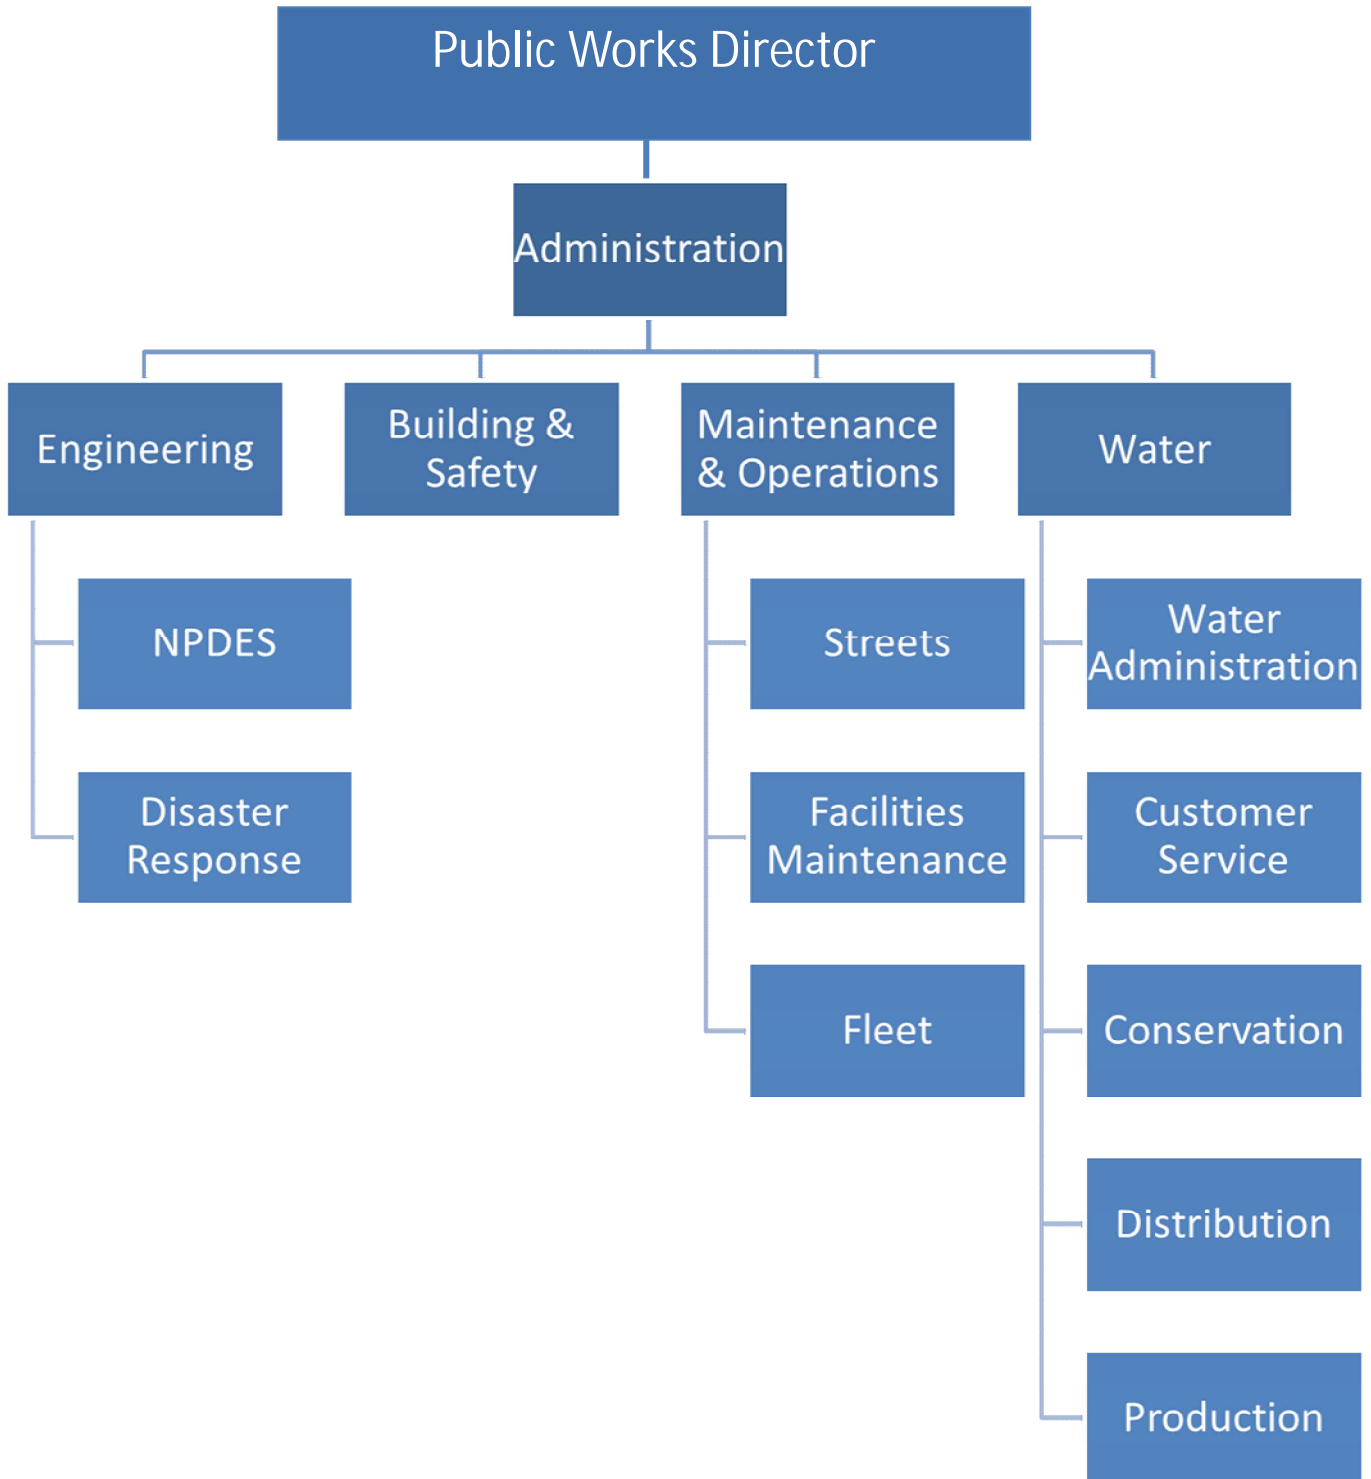 Public Works Director
Administration
Engineering
Building &
Safety
Maintenance
& Operations
Water
NPDES
Disaster
Response
Streets
Facilities
Maintenance
Fleet
Water
Administration
Customer
Service
Conservation
Distribution
Production